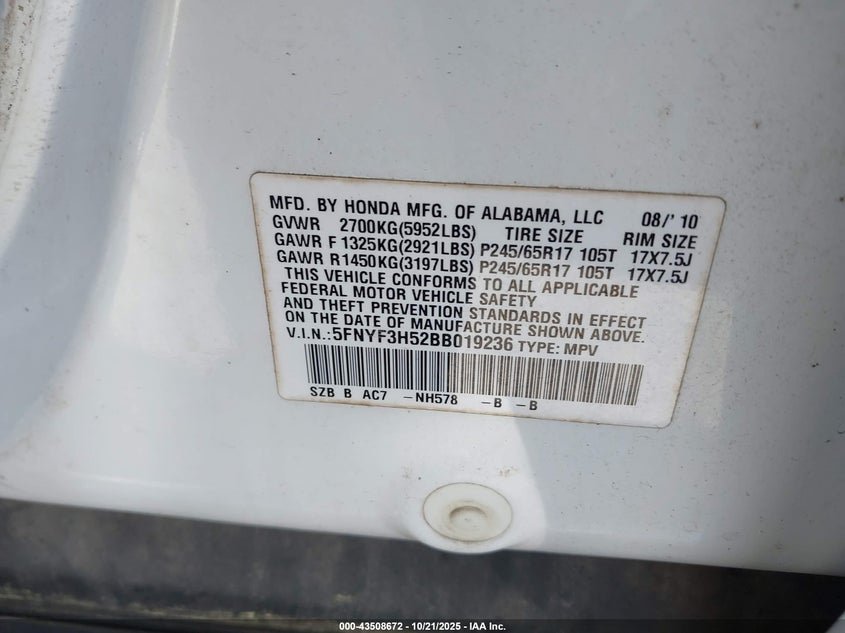 MFD. BY HONDA MFG. OF ALABAMA, LLC 08/' 10
GVWR 2700KG(5952LBS) TIRE SIZE RIM SIZE
GAWR F 1325KG(2921LBS) P245/65R17 105T 17X7.5J
GAWR R1450KG(3197LBS) P245/65R17 105T 17X7.5J
THIS VEHICLE CONFORMS TO ALL APPLICABLE
FEDERAL MOTOR VEHICLE SAFETY
AND THEFT PREVENTION STANDARDS IN EFFECT
ON THE DATE OF MANUFACTURE SHOWN ABOVE.
V.I.N.:5FNYF3H52BB019236 TYPE: MPV
SZB B AC7 -NH578 -B -B
000-43508672 - 10/21/2025 - IAA Inc.